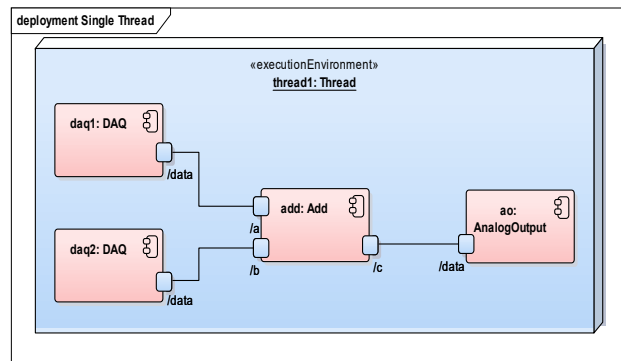 deployment Single Thread
«executionEnvironment»
thread1: Thread
daq1: DAQ
/data
add: Add
/a
/b
/c
daq2: DAQ
/data
ao:
AnalogOutput
/data